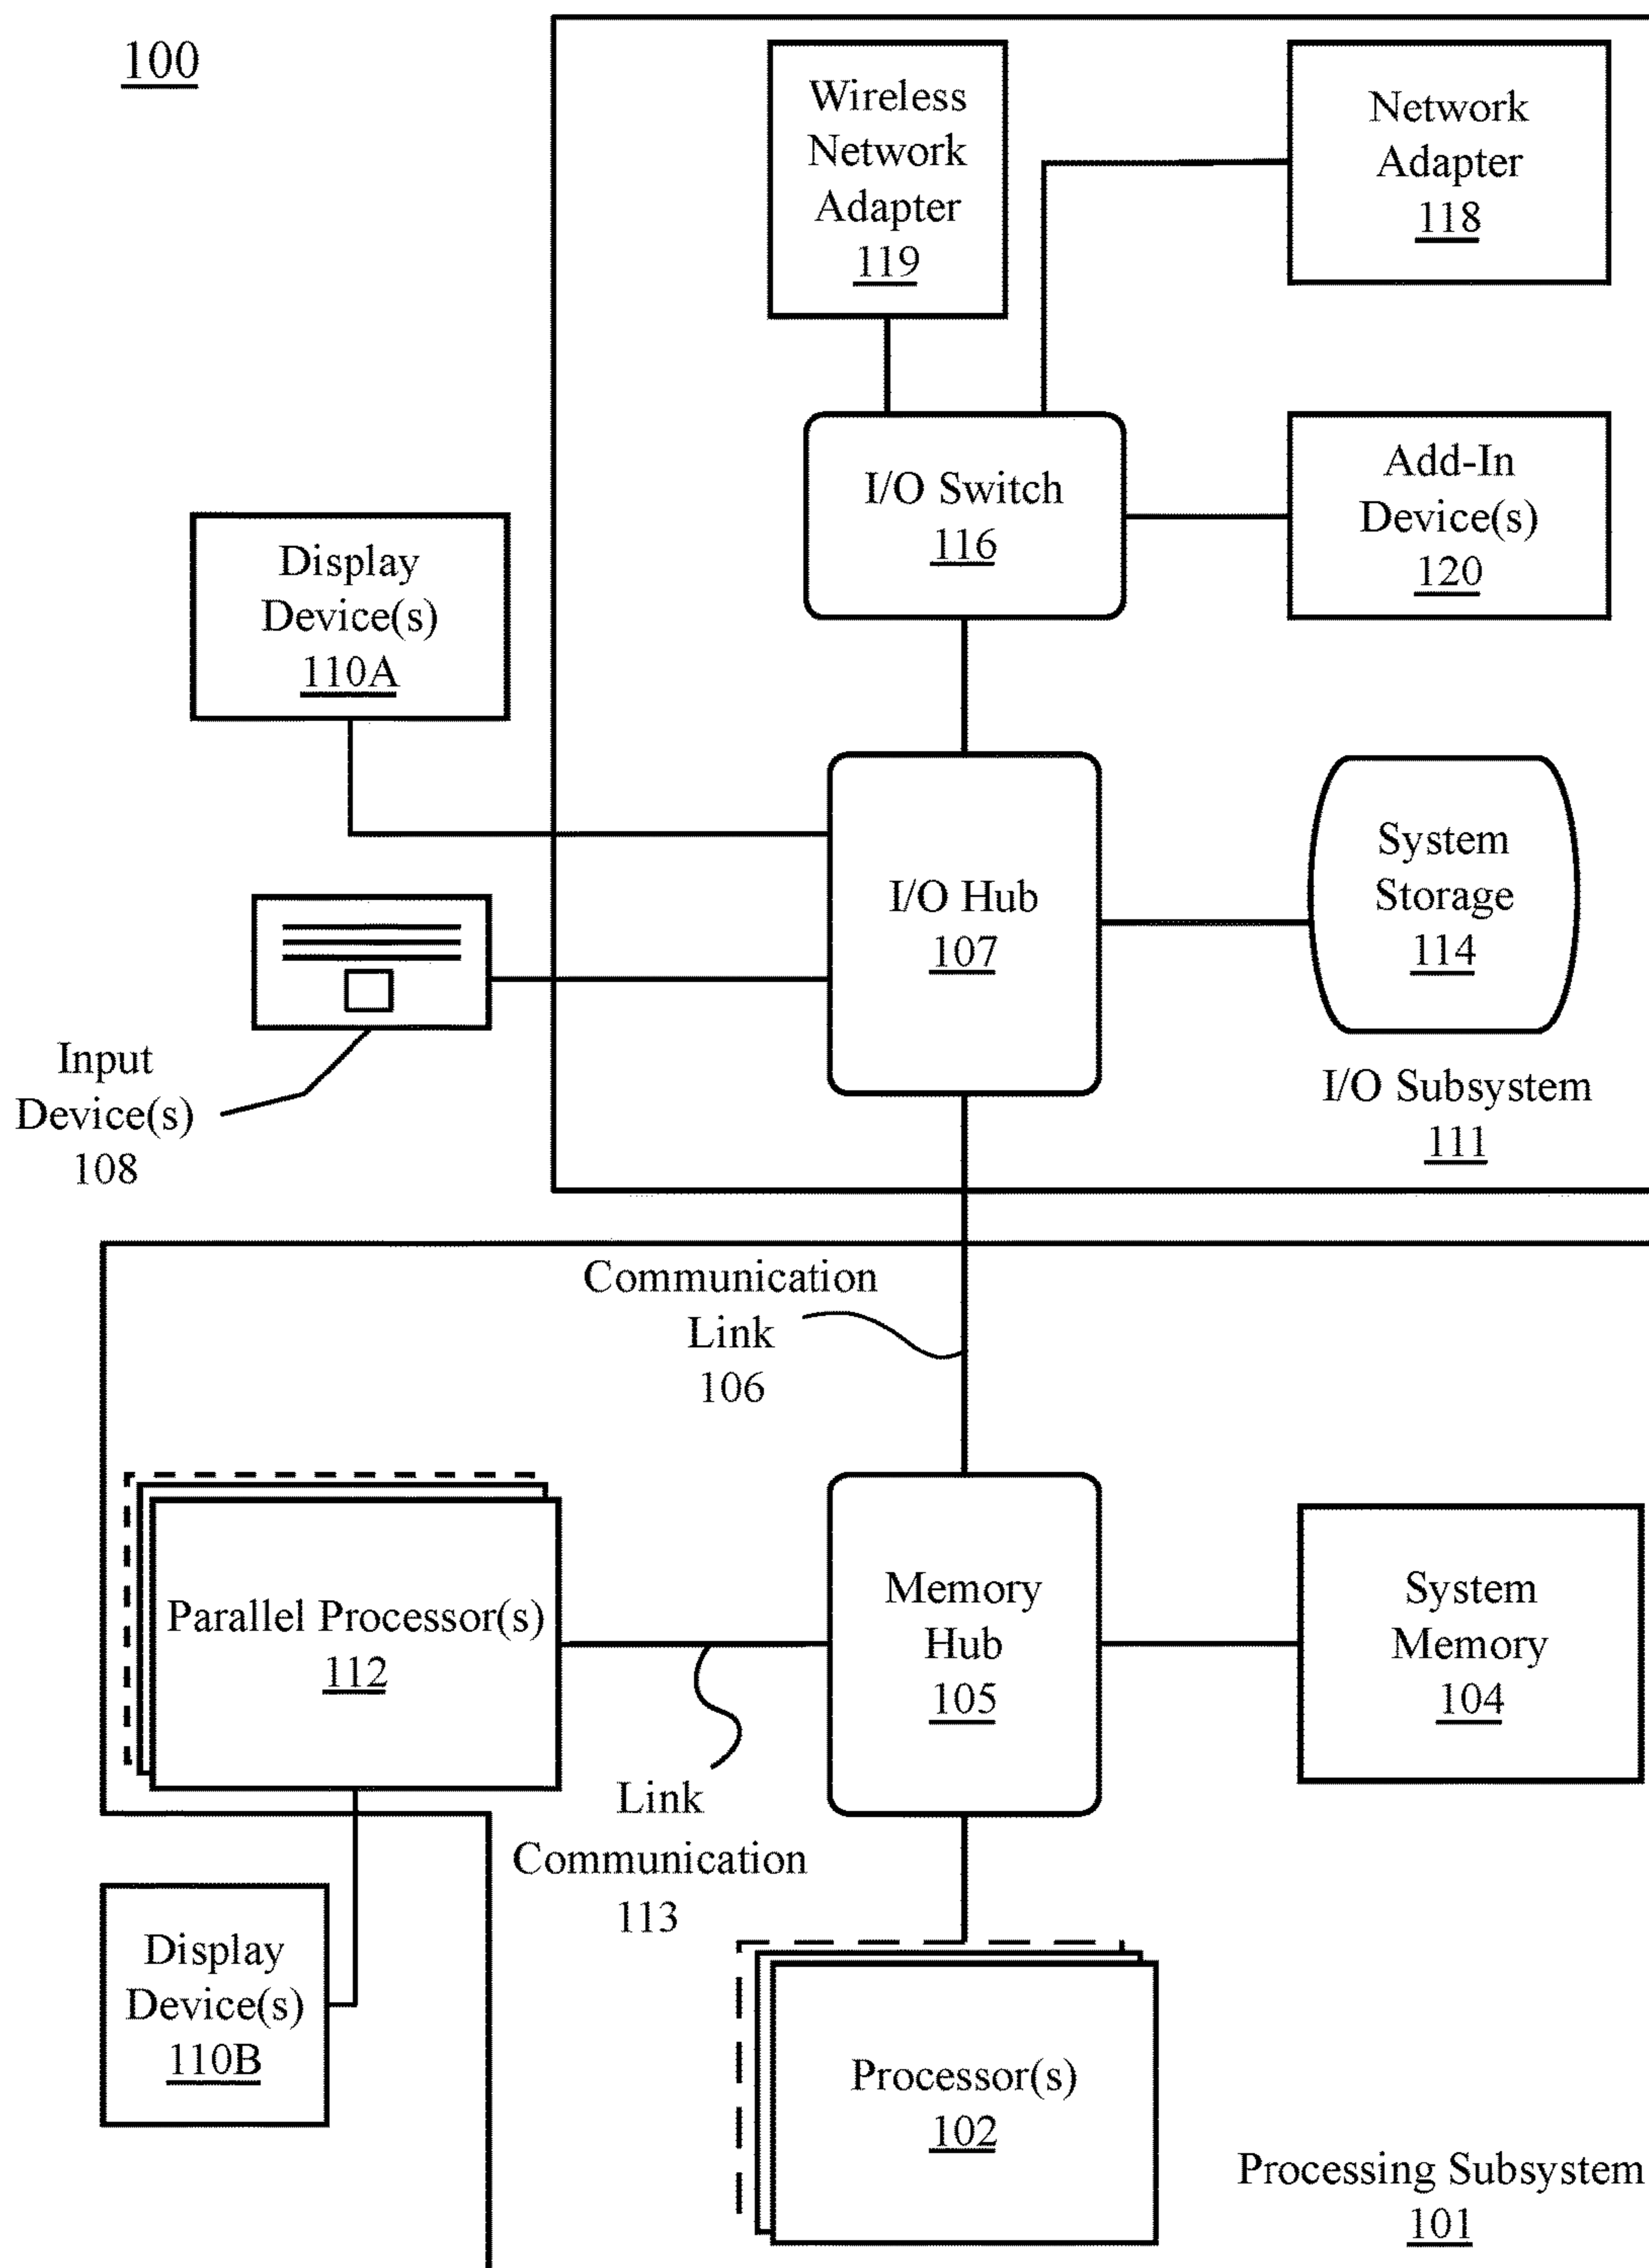 100
Wireless
Network
Adapter
119
Network
Adapter
118
I/O Switch
116
Add-In
Device(s)
120
Display
Device(s)
110A
I/O Hub
107
System
Storage
114
Input
Device(s)
108
I/O Subsystem
111
Communication
Link
106
Parallel Processor(s)
112
Memory
Hub
105
System
Memory
104
Link
Communication
113
Display
Device(s)
110B
Processor(s)
102
Processing Subsystem
101